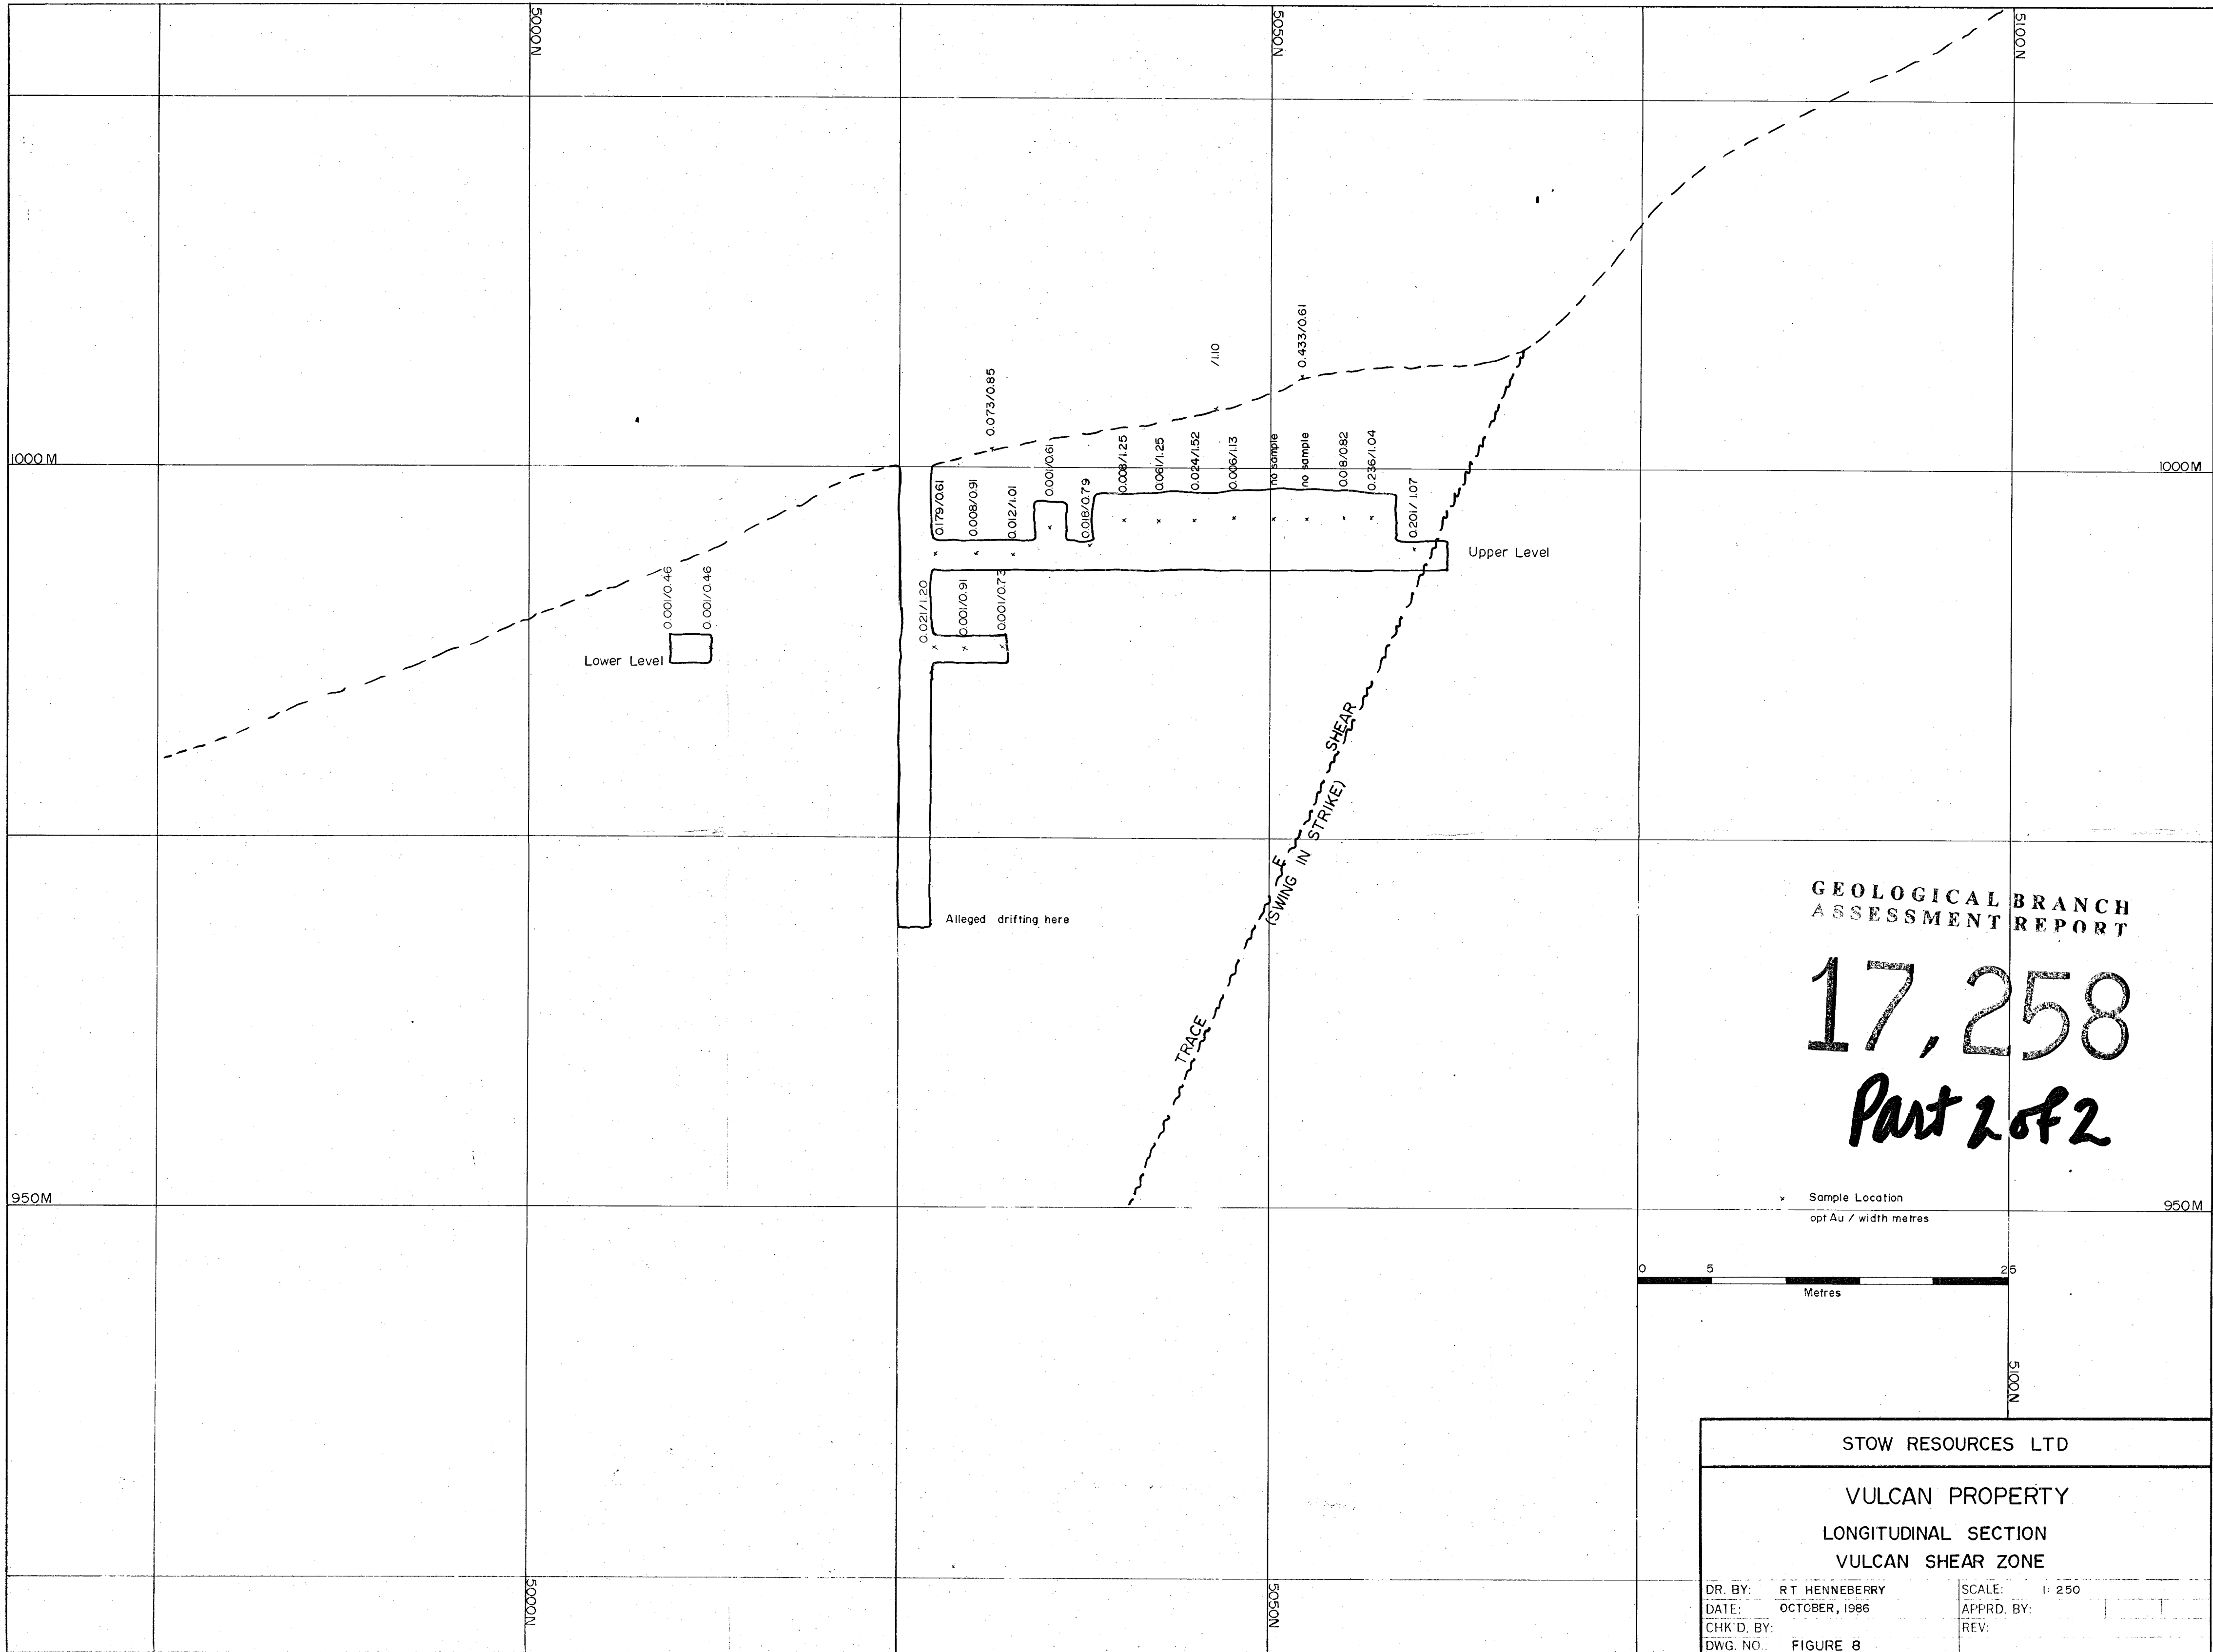 5000N
5050N
5100N
/1.10
0.433/0.61
0.073/0.85
1000M
1000M
0.179/0.61
0.008/0.91
0.012/1.01
0.001/0.61
0.018/0.79
0.008/1.25
0.061/1.25
0.024/1.52
0.006/1.13
no sample
no sample
0.018/0.82
0.236/1.04
0.201/1.07
Upper Level
0.001/0.46
0.001/0.46
0.021/1.20
0.001/0.91
0.001/0.73
Lower Level
TRACE E SHEAR
(SWING IN STRIKE)
Alleged drifting here
GEOLOGICAL BRANCH
ASSESSMENT REPORT
17,258
Part 2 of 2
950M
950M
x Sample Location
opt Au / width metres
0 5 25
Metres
5100N
STOW RESOURCES LTD
VULCAN PROPERTY
LONGITUDINAL SECTION
VULCAN SHEAR ZONE
DR. BY: RT HENNEBERRY SCALE: 1:250
DATE: OCTOBER, 1986 APPRD. BY:
CHK'D. BY: REV:
DWG. NO.: FIGURE 8
5000N
5050N